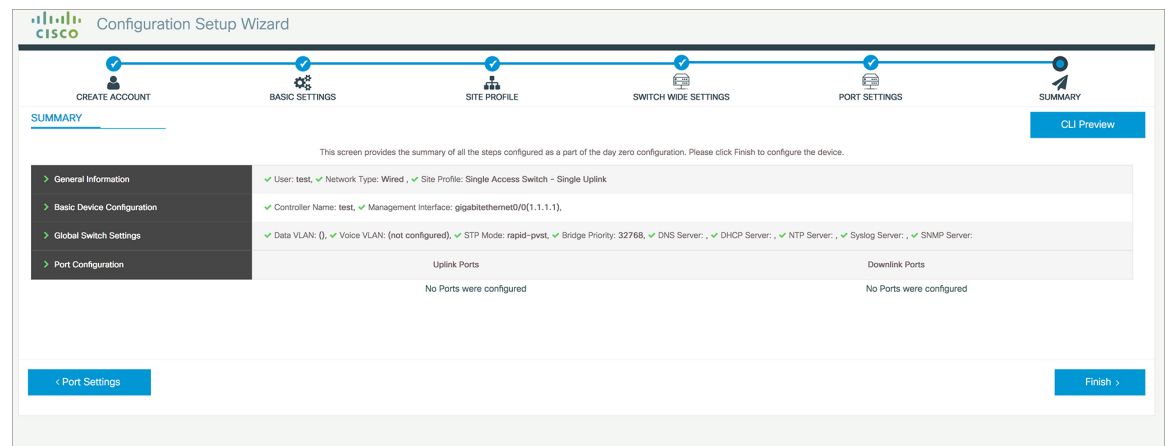 CISCO Configuration Setup Wizard
CREATE ACCOUNT BASIC SETTINGS SITE PROFILE SWITCH WIDE SETTINGS PORT SETTINGS SUMMARY
SUMMARY
CLI Preview
This screen provides the summary of all the steps configured as a part of the day zero configuration. Please click Finish to configure the device.
General Information User: test, Network Type: Wired , Site Profile: Single Access Switch - Single Uplink
Basic Device Configuration Controller Name: test, Management Interface: gigabitethernet0/0(1.1.1.1),
Global Switch Settings Data VLAN: (), Voice VLAN: (not configured), STP Mode: rapid-pvst, Bridge Priority: 32768, DNS Server: , DHCP Server: , NTP Server: , Syslog Server: , SNMP Server:
Port Configuration Uplink Ports Downlink Ports
No Ports were configured No Ports were configured
< Port Settings Finish >